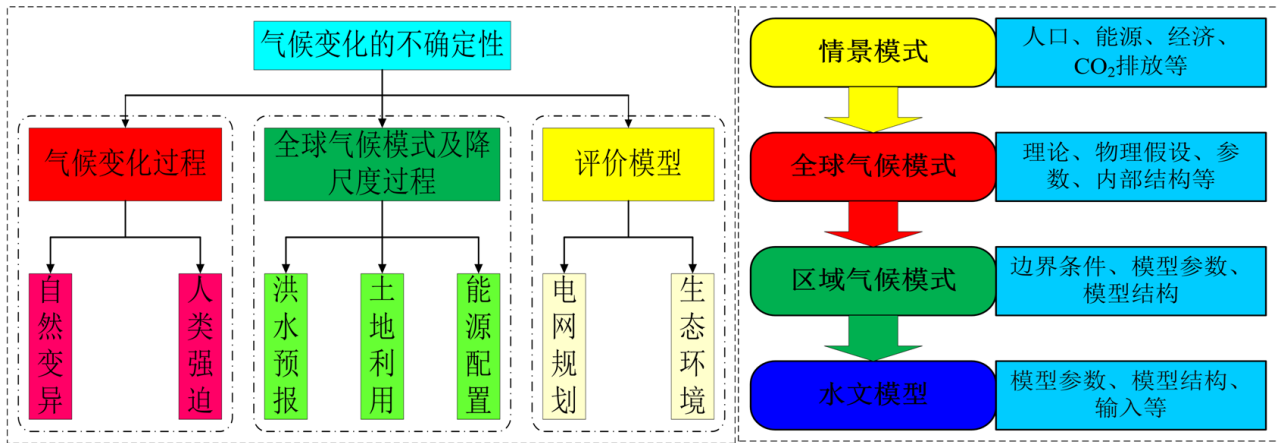 气候变化的不确定性
气候变化过程
全球气候模式及降
尺度过程
评价模型
自然变异
人类强迫
洪水预报
土地利用
能源配置
电网规划
生态环境
情景模式
人口、能源、经济、
CO₂排放等
全球气候模式
理论、物理假设、参
数、内部结构等
区域气候模式
边界条件、模型参数、
模型结构
水文模型
模型参数、模型结构、
输入等